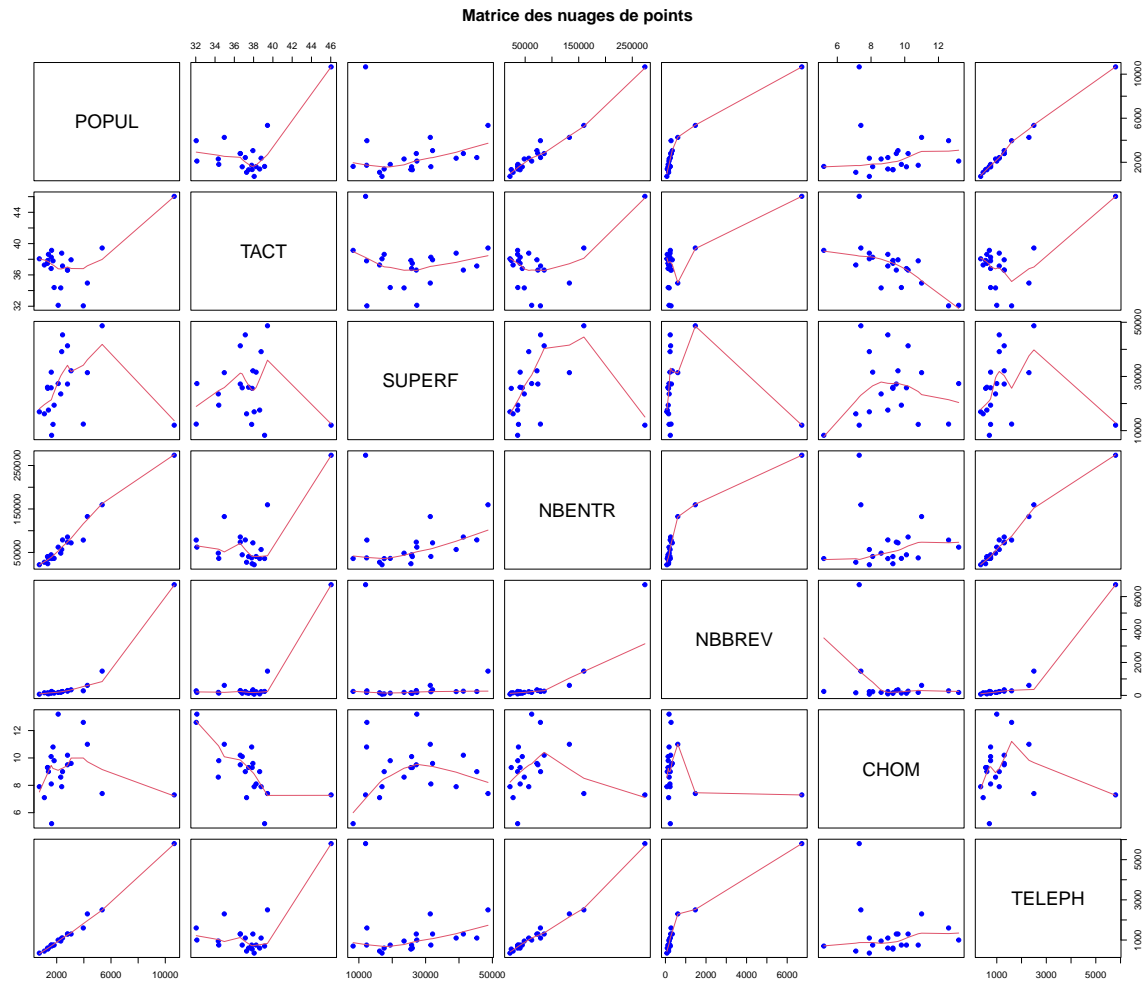 Matrice des nuages de points
32 34 36 38 40 42 44 46
50000 150000 250000
6 8 10 12
POPUL
2000 6000 10000
TACT
32 36 40 44
SUPERF
10000 30000 50000
NBENTR
50000 150000 250000
NBBREV
0 2000 4000 6000
CHOM
6 8 10 12
TELEPH
1000 3000 5000
2000 6000 10000
10000 30000 50000
0 2000 4000 6000
1000 3000 5000